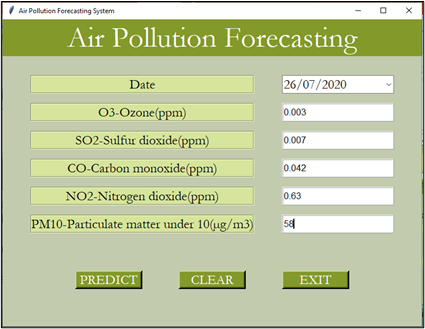 Air Pollution Forecasting System
Air Pollution Forecasting
Date 26/07/2020
O3-Ozone(ppm) 0.003
SO2-Sulfur dioxide(ppm) 0.007
CO-Carbon monoxide(ppm) 0.042
NO2-Nitrogen dioxide(ppm) 0.63
PM10-Particulate matter under 10(µg/m3) 58
PREDICT CLEAR EXIT